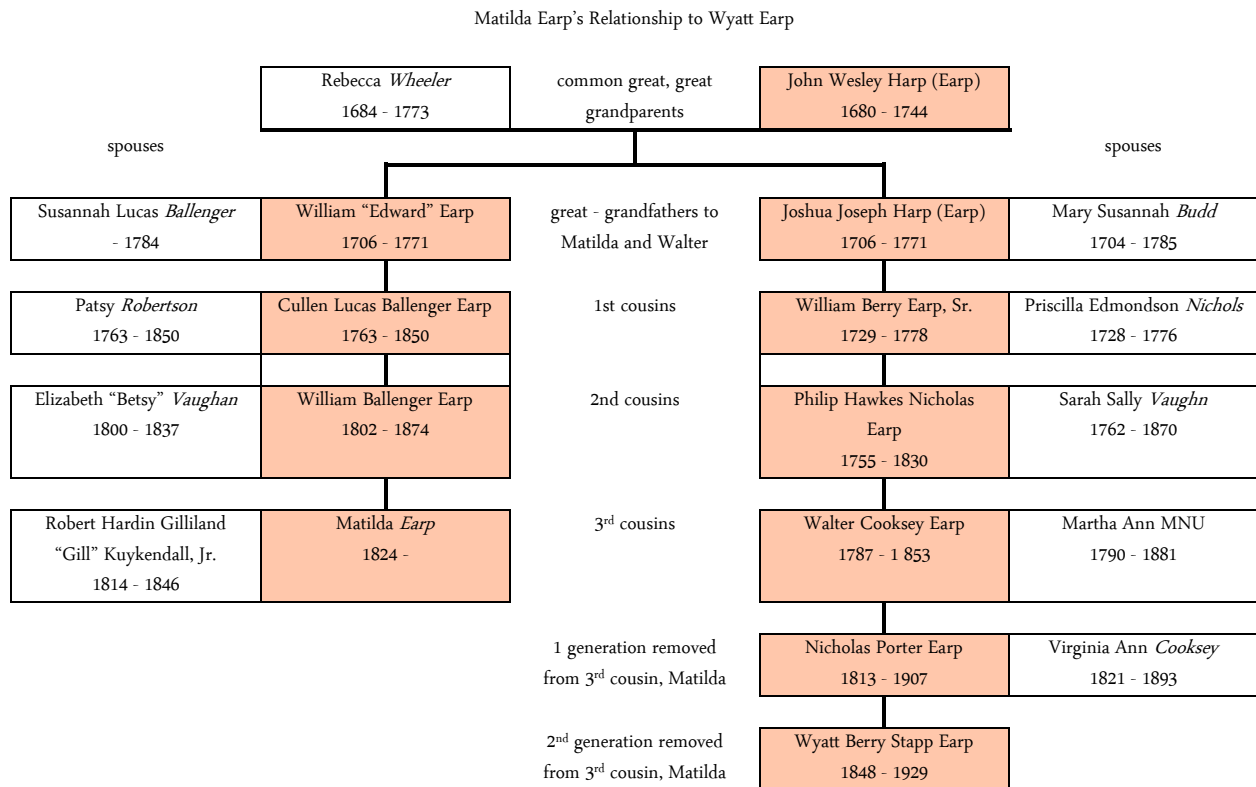 Matilda Earp's Relationship to Wyatt Earp
Rebecca Wheeler
1684 - 1773
common great, great
grandparents
John Wesley Harp (Earp)
1680 - 1744
spouses
spouses
Susannah Lucas Ballenger
- 1784
William “Edward” Earp
1706 - 1771
great - grandfathers to
Matilda and Walter
Joshua Joseph Harp (Earp)
1706 - 1771
Mary Susannah Budd
1704 - 1785
Patsy Robertson
1763 - 1850
Cullen Lucas Ballenger Earp
1763 - 1850
1st cousins
William Berry Earp, Sr.
1729 - 1778
Priscilla Edmondson Nichols
1728 - 1776
Elizabeth “Betsy” Vaughan
1800 - 1837
William Ballenger Earp
1802 - 1874
2nd cousins
Philip Hawkes Nicholas
Earp
1755 - 1830
Sarah Sally Vaughn
1762 - 1870
Robert Hardin Gilliland
“Gill” Kuykendall, Jr.
1814 - 1846
Matilda Earp
1824 -
3rd cousins
Walter Cooksey Earp
1787 - 1 853
Martha Ann MNU
1790 - 1881
1 generation removed
from 3rd cousin, Matilda
Nicholas Porter Earp
1813 - 1907
Virginia Ann Cooksey
1821 - 1893
2nd generation removed
from 3rd cousin, Matilda
Wyatt Berry Stapp Earp
1848 - 1929